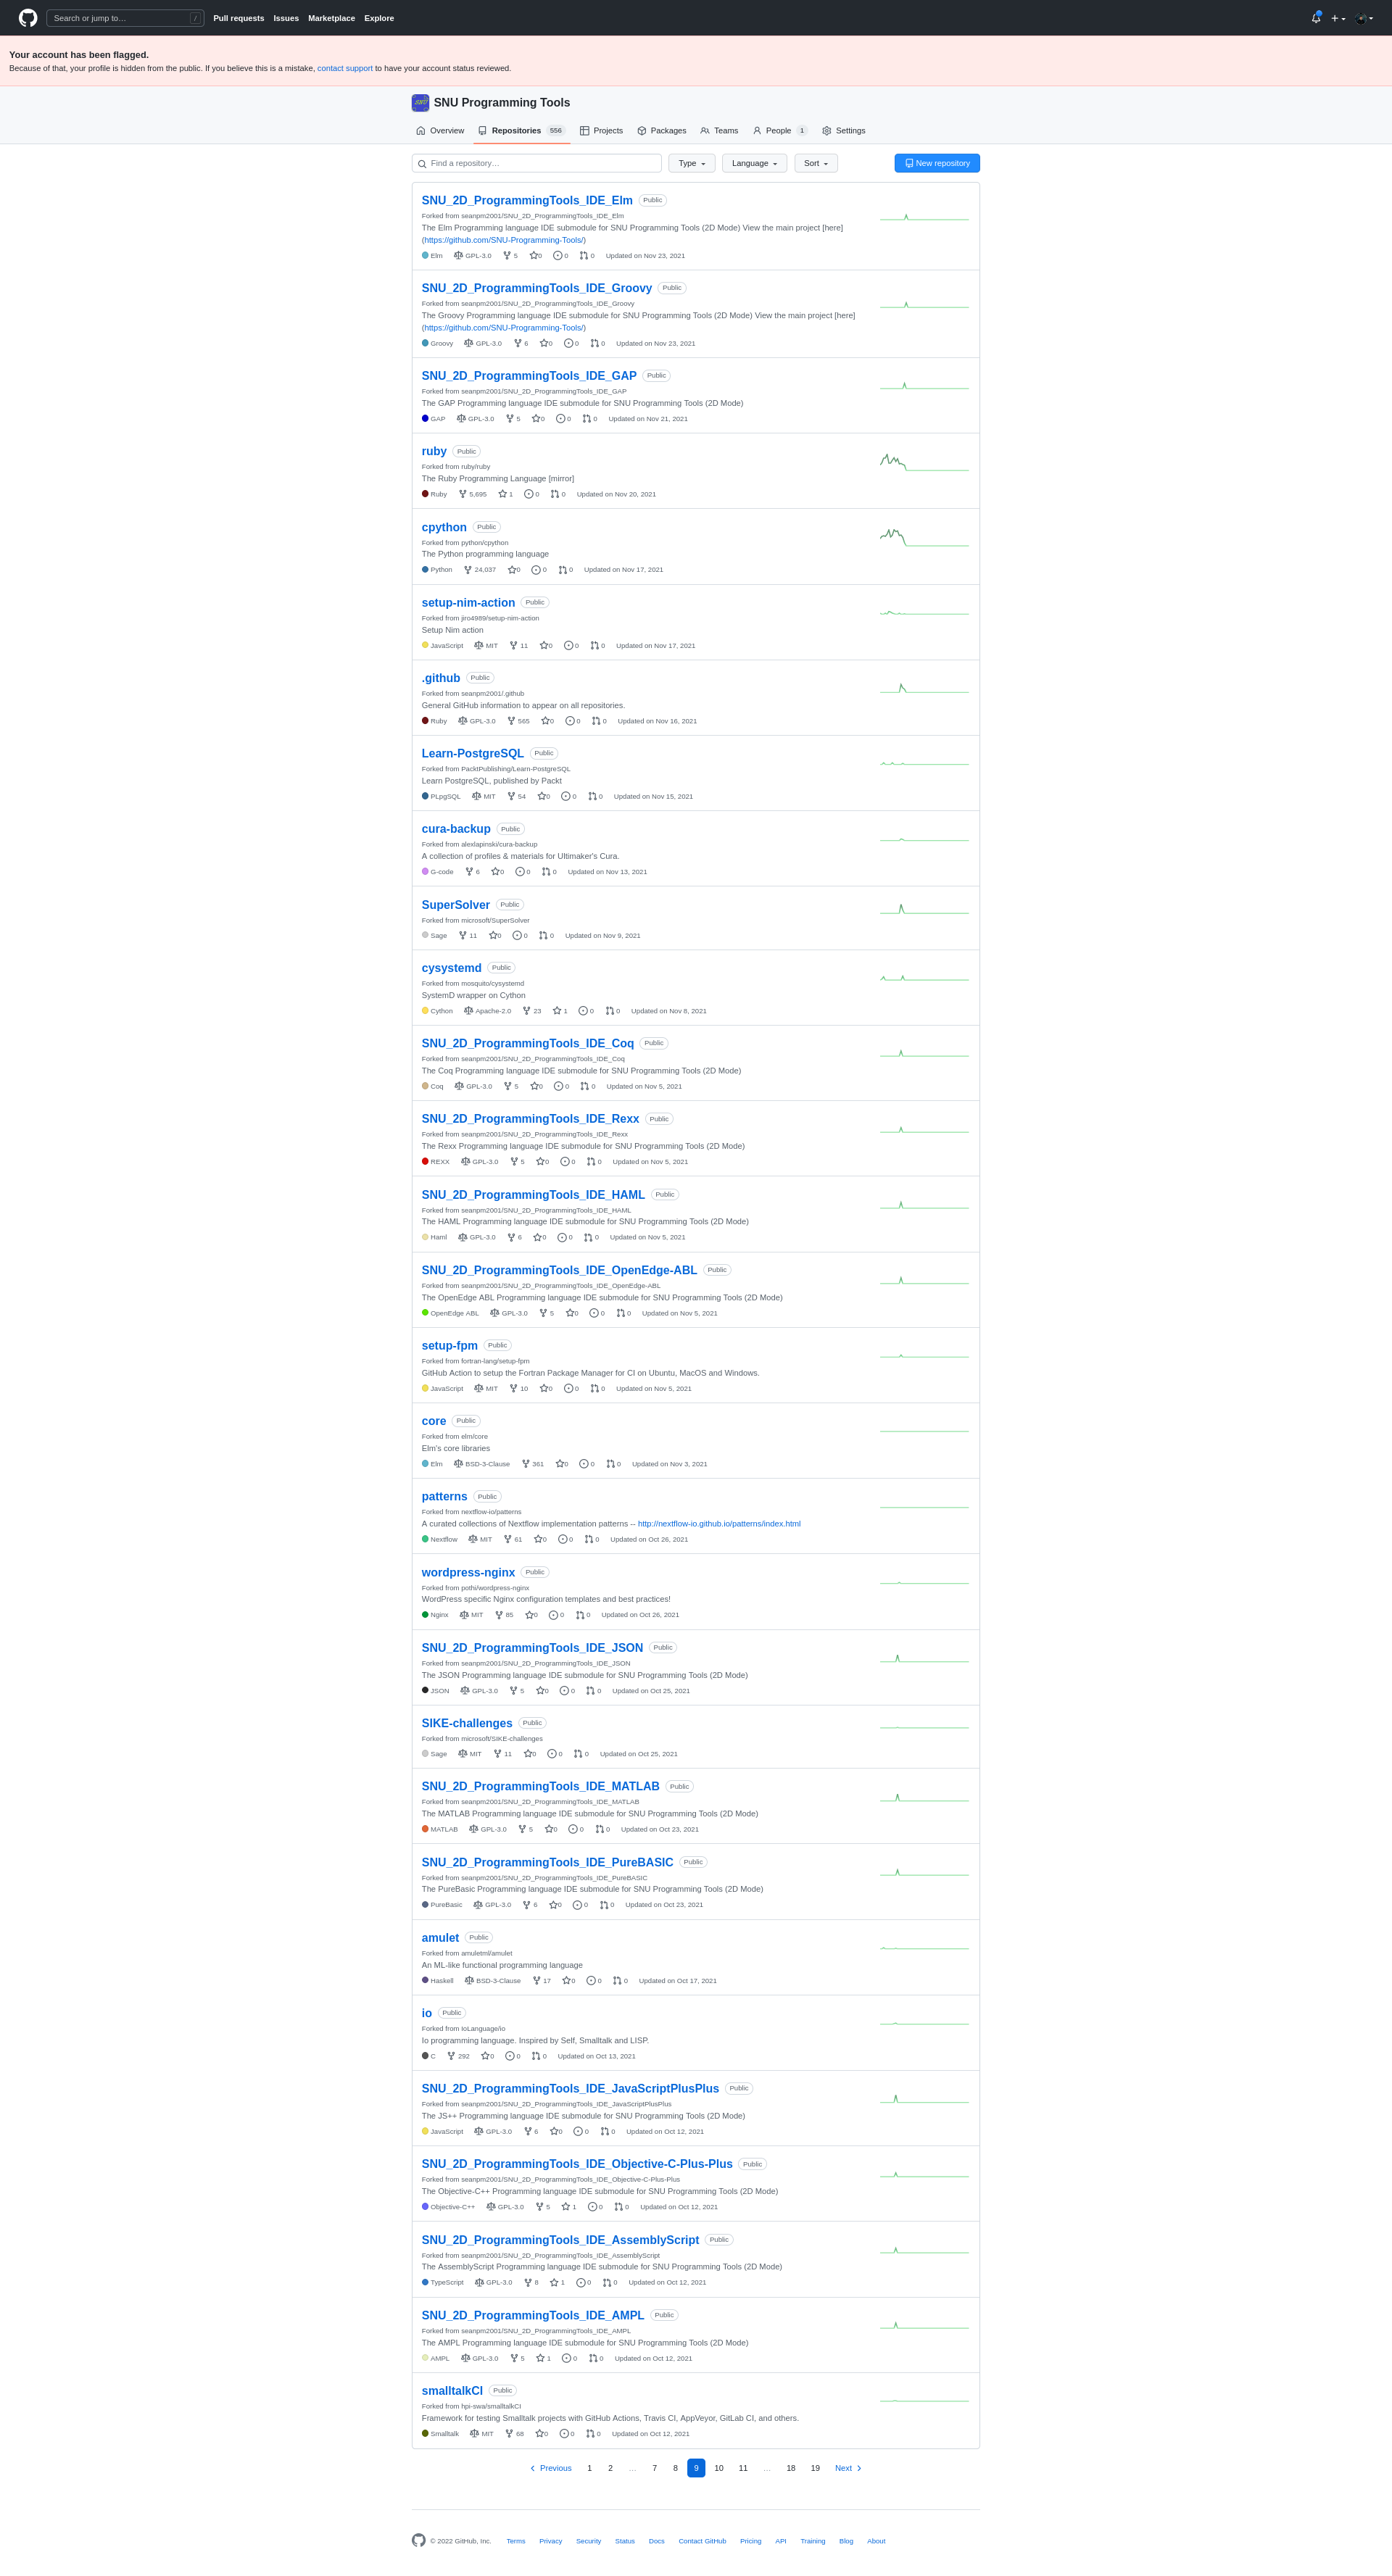 Search or jump to… / Pull requests Issues Marketplace Explore
Your account has been flagged.
Because of that, your profile is hidden from the public. If you believe this is a mistake, contact support to have your account status reviewed.
SNU Programming Tools
Overview Repositories 556 Projects Packages Teams People 1 Settings
Find a repository… Type Language Sort New repository
SNU_2D_ProgrammingTools_IDE_Elm Public
Forked from seanpm2001/SNU_2D_ProgrammingTools_IDE_Elm
The Elm Programming language IDE submodule for SNU Programming Tools (2D Mode) View the main project [here]
(https://github.com/SNU-Programming-Tools/)
Elm GPL-3.0 5 0 0 0 Updated on Nov 23, 2021
SNU_2D_ProgrammingTools_IDE_Groovy Public
Forked from seanpm2001/SNU_2D_ProgrammingTools_IDE_Groovy
The Groovy Programming language IDE submodule for SNU Programming Tools (2D Mode) View the main project [here]
(https://github.com/SNU-Programming-Tools/)
Groovy GPL-3.0 6 0 0 0 Updated on Nov 23, 2021
SNU_2D_ProgrammingTools_IDE_GAP Public
Forked from seanpm2001/SNU_2D_ProgrammingTools_IDE_GAP
The GAP Programming language IDE submodule for SNU Programming Tools (2D Mode)
GAP GPL-3.0 5 0 0 0 Updated on Nov 21, 2021
ruby Public
Forked from ruby/ruby
The Ruby Programming Language [mirror]
Ruby 5,695 1 0 0 Updated on Nov 20, 2021
cpython Public
Forked from python/cpython
The Python programming language
Python 24,037 0 0 0 Updated on Nov 17, 2021
setup-nim-action Public
Forked from jiro4989/setup-nim-action
Setup Nim action
JavaScript MIT 11 0 0 0 Updated on Nov 17, 2021
.github Public
Forked from seanpm2001/.github
General GitHub information to appear on all repositories.
Ruby GPL-3.0 565 0 0 0 Updated on Nov 16, 2021
Learn-PostgreSQL Public
Forked from PacktPublishing/Learn-PostgreSQL
Learn PostgreSQL, published by Packt
PLpgSQL MIT 54 0 0 0 Updated on Nov 15, 2021
cura-backup Public
Forked from alexlapinski/cura-backup
A collection of profiles & materials for Ultimaker's Cura.
G-code 6 0 0 0 Updated on Nov 13, 2021
SuperSolver Public
Forked from microsoft/SuperSolver
Sage 11 0 0 0 Updated on Nov 9, 2021
cysystemd Public
Forked from mosquito/cysystemd
SystemD wrapper on Cython
Cython Apache-2.0 23 1 0 0 Updated on Nov 8, 2021
SNU_2D_ProgrammingTools_IDE_Coq Public
Forked from seanpm2001/SNU_2D_ProgrammingTools_IDE_Coq
The Coq Programming language IDE submodule for SNU Programming Tools (2D Mode)
Coq GPL-3.0 5 0 0 0 Updated on Nov 5, 2021
SNU_2D_ProgrammingTools_IDE_Rexx Public
Forked from seanpm2001/SNU_2D_ProgrammingTools_IDE_Rexx
The Rexx Programming language IDE submodule for SNU Programming Tools (2D Mode)
REXX GPL-3.0 5 0 0 0 Updated on Nov 5, 2021
SNU_2D_ProgrammingTools_IDE_HAML Public
Forked from seanpm2001/SNU_2D_ProgrammingTools_IDE_HAML
The HAML Programming language IDE submodule for SNU Programming Tools (2D Mode)
Haml GPL-3.0 6 0 0 0 Updated on Nov 5, 2021
SNU_2D_ProgrammingTools_IDE_OpenEdge-ABL Public
Forked from seanpm2001/SNU_2D_ProgrammingTools_IDE_OpenEdge-ABL
The OpenEdge ABL Programming language IDE submodule for SNU Programming Tools (2D Mode)
OpenEdge ABL GPL-3.0 5 0 0 0 Updated on Nov 5, 2021
setup-fpm Public
Forked from fortran-lang/setup-fpm
GitHub Action to setup the Fortran Package Manager for CI on Ubuntu, MacOS and Windows.
JavaScript MIT 10 0 0 0 Updated on Nov 5, 2021
core Public
Forked from elm/core
Elm's core libraries
Elm BSD-3-Clause 361 0 0 0 Updated on Nov 3, 2021
patterns Public
Forked from nextflow-io/patterns
A curated collections of Nextflow implementation patterns -- http://nextflow-io.github.io/patterns/index.html
Nextflow MIT 61 0 0 0 Updated on Oct 26, 2021
wordpress-nginx Public
Forked from pothi/wordpress-nginx
WordPress specific Nginx configuration templates and best practices!
Nginx MIT 85 0 0 0 Updated on Oct 26, 2021
SNU_2D_ProgrammingTools_IDE_JSON Public
Forked from seanpm2001/SNU_2D_ProgrammingTools_IDE_JSON
The JSON Programming language IDE submodule for SNU Programming Tools (2D Mode)
JSON GPL-3.0 5 0 0 0 Updated on Oct 25, 2021
SIKE-challenges Public
Forked from microsoft/SIKE-challenges
Sage MIT 11 0 0 0 Updated on Oct 25, 2021
SNU_2D_ProgrammingTools_IDE_MATLAB Public
Forked from seanpm2001/SNU_2D_ProgrammingTools_IDE_MATLAB
The MATLAB Programming language IDE submodule for SNU Programming Tools (2D Mode)
MATLAB GPL-3.0 5 0 0 0 Updated on Oct 23, 2021
SNU_2D_ProgrammingTools_IDE_PureBASIC Public
Forked from seanpm2001/SNU_2D_ProgrammingTools_IDE_PureBASIC
The PureBasic Programming language IDE submodule for SNU Programming Tools (2D Mode)
PureBasic GPL-3.0 6 0 0 0 Updated on Oct 23, 2021
amulet Public
Forked from amuletml/amulet
An ML-like functional programming language
Haskell BSD-3-Clause 17 0 0 0 Updated on Oct 17, 2021
io Public
Forked from IoLanguage/io
Io programming language. Inspired by Self, Smalltalk and LISP.
C 292 0 0 0 Updated on Oct 13, 2021
SNU_2D_ProgrammingTools_IDE_JavaScriptPlusPlus Public
Forked from seanpm2001/SNU_2D_ProgrammingTools_IDE_JavaScriptPlusPlus
The JS++ Programming language IDE submodule for SNU Programming Tools (2D Mode)
JavaScript GPL-3.0 6 0 0 0 Updated on Oct 12, 2021
SNU_2D_ProgrammingTools_IDE_Objective-C-Plus-Plus Public
Forked from seanpm2001/SNU_2D_ProgrammingTools_IDE_Objective-C-Plus-Plus
The Objective-C++ Programming language IDE submodule for SNU Programming Tools (2D Mode)
Objective-C++ GPL-3.0 5 1 0 0 Updated on Oct 12, 2021
SNU_2D_ProgrammingTools_IDE_AssemblyScript Public
Forked from seanpm2001/SNU_2D_ProgrammingTools_IDE_AssemblyScript
The AssemblyScript Programming language IDE submodule for SNU Programming Tools (2D Mode)
TypeScript GPL-3.0 8 1 0 0 Updated on Oct 12, 2021
SNU_2D_ProgrammingTools_IDE_AMPL Public
Forked from seanpm2001/SNU_2D_ProgrammingTools_IDE_AMPL
The AMPL Programming language IDE submodule for SNU Programming Tools (2D Mode)
AMPL GPL-3.0 5 1 0 0 Updated on Oct 12, 2021
smalltalkCI Public
Forked from hpi-swa/smalltalkCI
Framework for testing Smalltalk projects with GitHub Actions, Travis CI, AppVeyor, GitLab CI, and others.
Smalltalk MIT 68 0 0 0 Updated on Oct 12, 2021
Previous 1 2 … 7 8 9 10 11 … 18 19 Next
© 2022 GitHub, Inc. Terms Privacy Security Status Docs Contact GitHub Pricing API Training Blog About